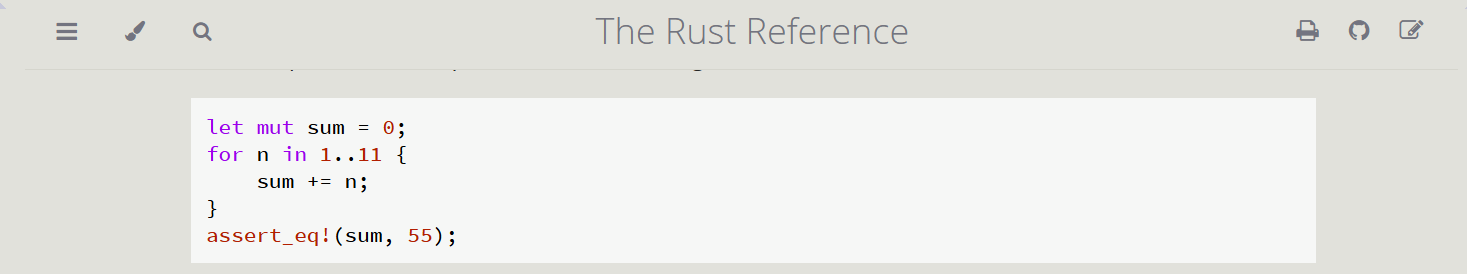 The Rust Reference
let mut sum = 0;
for n in 1..11 {
    sum += n;
}
assert_eq!(sum, 55);